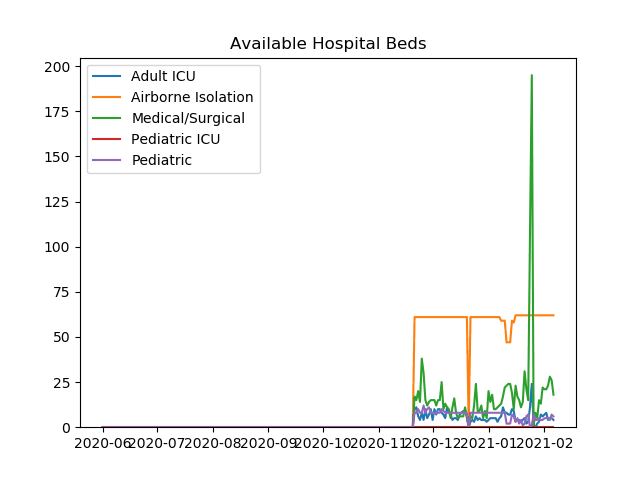 Available Hospital Beds
Adult ICU
Airborne Isolation
Medical/Surgical
Pediatric ICU
Pediatric
200
175
150
125
100
75
50
25
0
2020-06 2020-07 2020-08 2020-09 2020-10 2020-11 2020-12 2021-01 2021-02